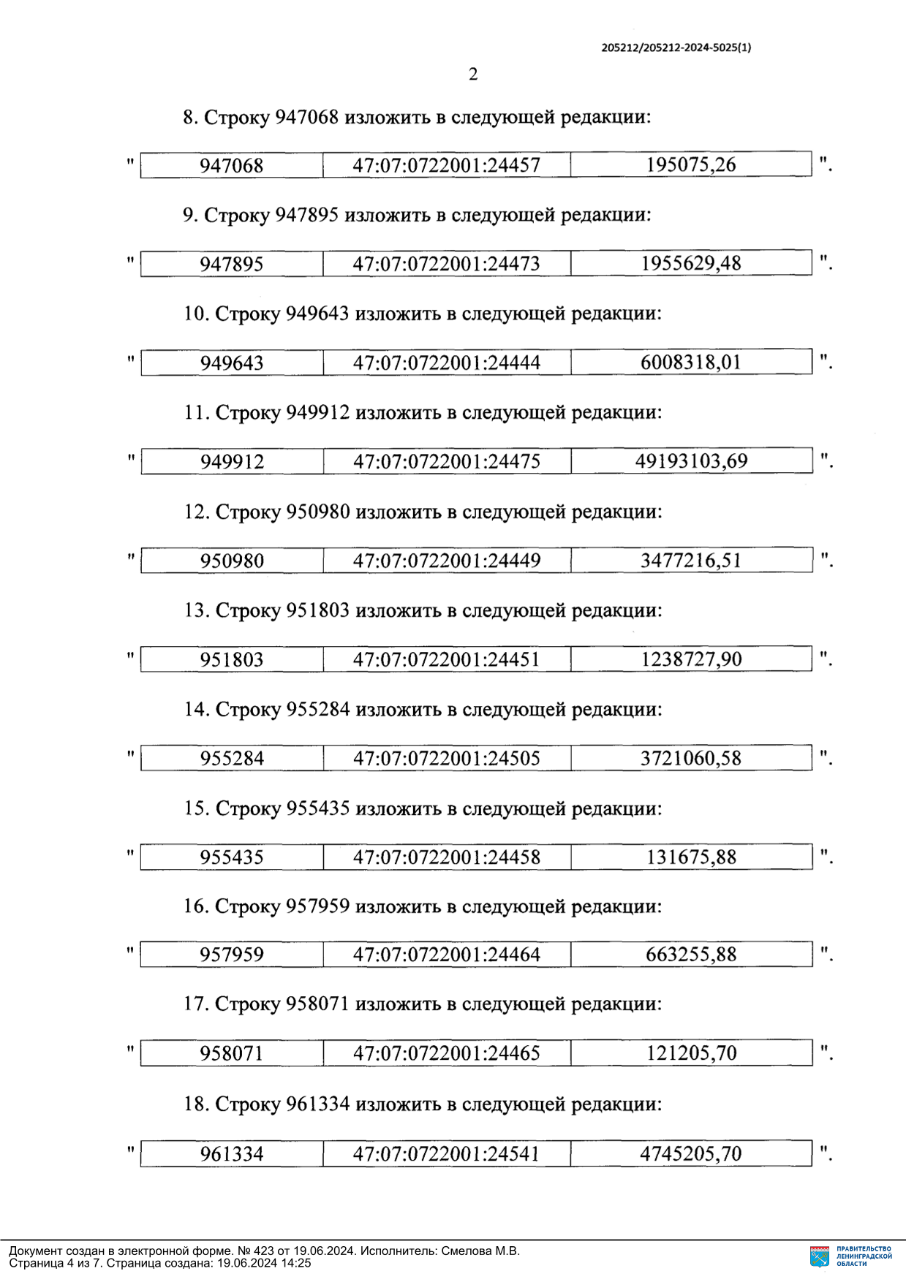 205212/205212-2024-5025(1)
2
8. Строку 947068 изложить в следующей редакции:
" 947068 47:07:0722001:24457 195075,26 ".
9. Строку 947895 изложить в следующей редакции:
" 947895 47:07:0722001:24473 1955629,48 ".
10. Строку 949643 изложить в следующей редакции:
" 949643 47:07:0722001:24444 6008318,01 ".
11. Строку 949912 изложить в следующей редакции:
" 949912 47:07:0722001:24475 49193103,69 ".
12. Строку 950980 изложить в следующей редакции:
" 950980 47:07:0722001:24449 3477216,51 ".
13. Строку 951803 изложить в следующей редакции:
" 951803 47:07:0722001:24451 1238727,90 ".
14. Строку 955284 изложить в следующей редакции:
" 955284 47:07:0722001:24505 3721060,58 ".
15. Строку 955435 изложить в следующей редакции:
" 955435 47:07:0722001:24458 131675,88 ".
16. Строку 957959 изложить в следующей редакции:
" 957959 47:07:0722001:24464 663255,88 ".
17. Строку 958071 изложить в следующей редакции:
" 958071 47:07:0722001:24465 121205,70 ".
18. Строку 961334 изложить в следующей редакции:
" 961334 47:07:0722001:24541 4745205,70 ".
Документ создан в электронной форме. № 423 от 19.06.2024. Исполнитель: Смелова М.В.
Страница 4 из 7. Страница создана: 19.06.2024 14:25
ПРАВИТЕЛЬСТВО
ЛЕНИНГРАДСКОЙ
ОБЛАСТИ